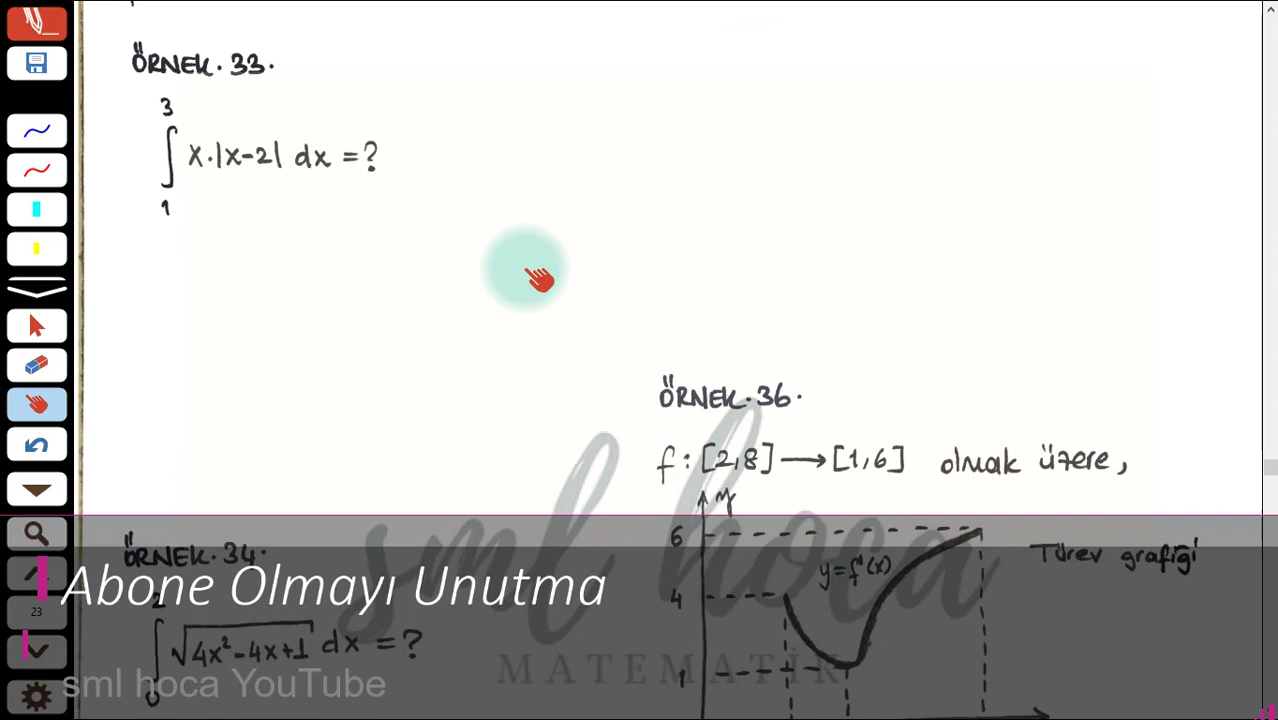 ÖRNEK.33.
3
∫ x.|x-2| dx =?
1
ÖRNEK.34.
2
∫ √4x²-4x+1 dx =?
0
ÖRNEK.36.
f: [2,8] → [1,6] olmak üzere,
y
6
Türev grafiği
y=f'(x)
4
1
sml hoca
MATEMATİK
Abone Olmayı Unutma
sml hoca YouTube
23